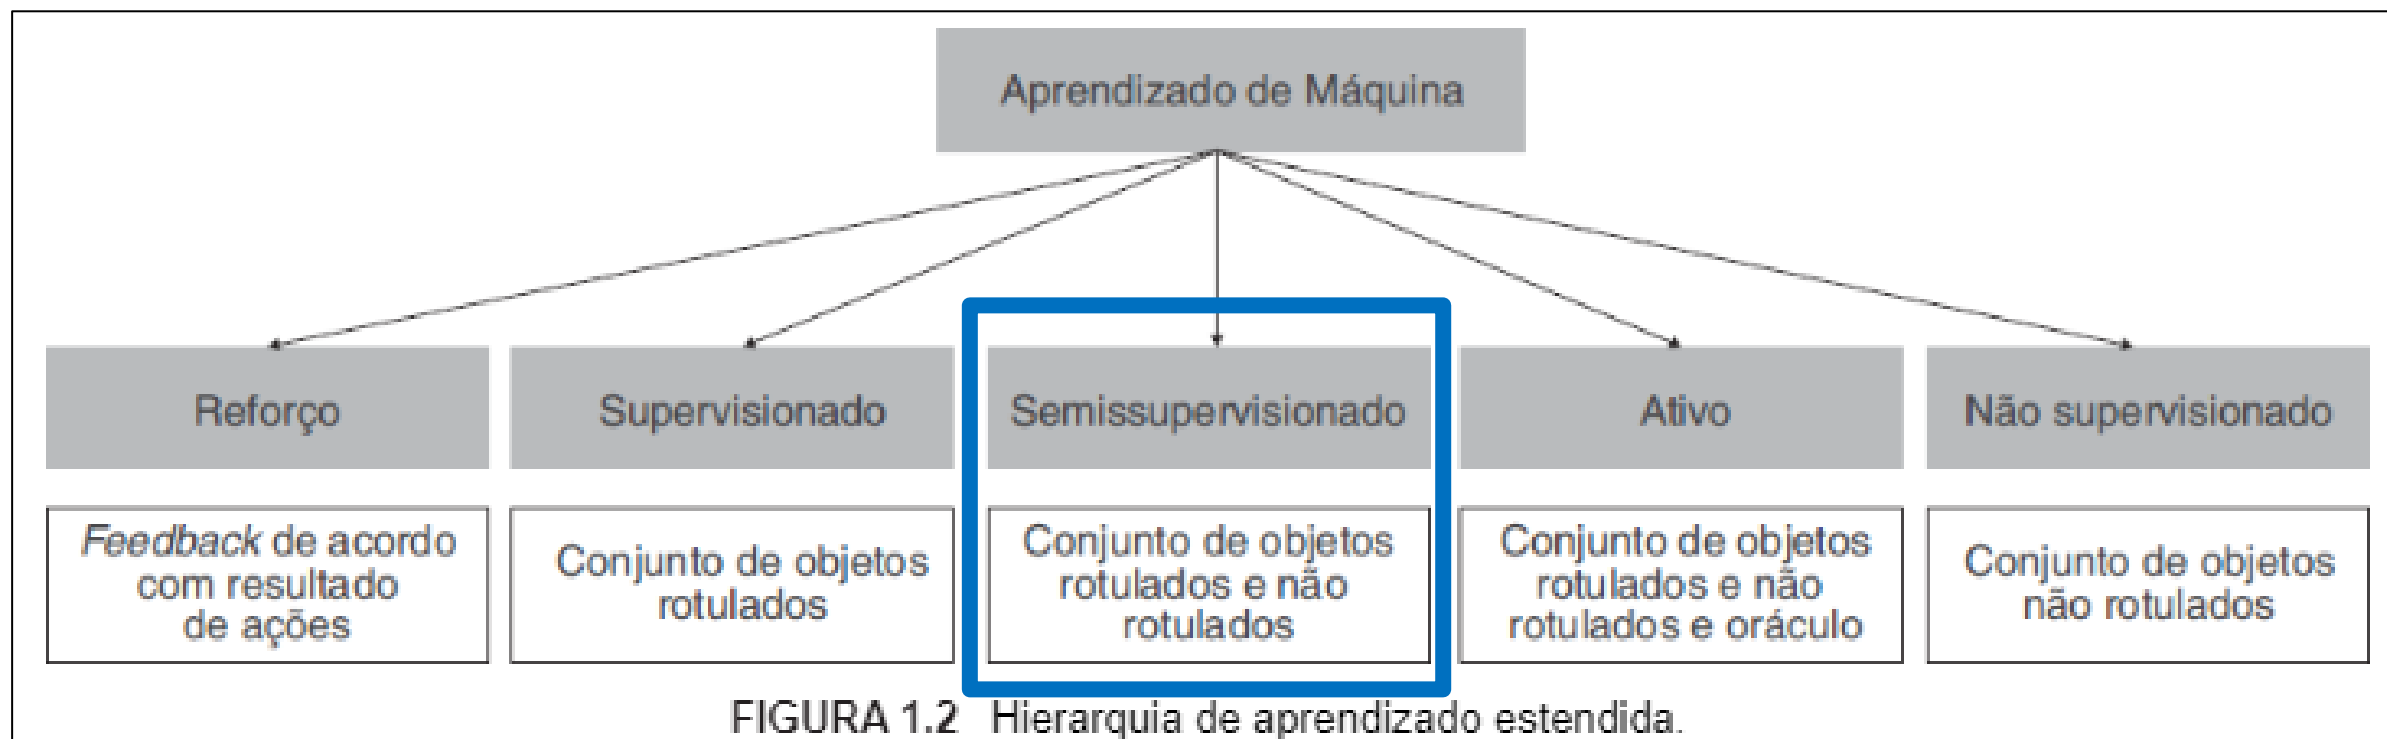 Aprendizado de Máquina
Reforço
Supervisionado
Semissupervisionado
Ativo
Não supervisionado
Feedback de acordo
com resultado
de ações
Conjunto de objetos
rotulados
Conjunto de objetos
rotulados e não
rotulados
Conjunto de objetos
rotulados e não
rotulados e oráculo
Conjunto de objetos
não rotulados
FIGURA 1.2 Hierarquia de aprendizado estendida.